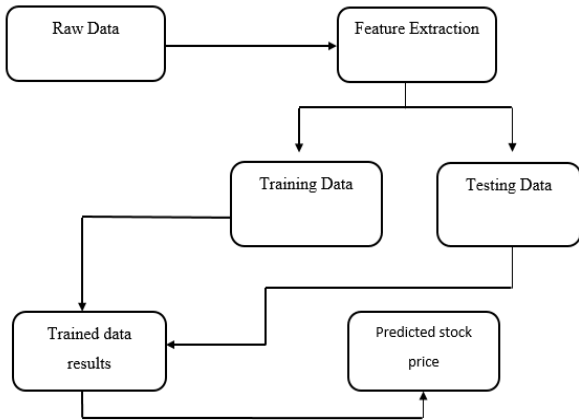 Raw Data
Feature Extraction
Training Data
Testing Data
Trained data
results
Predicted stock
price